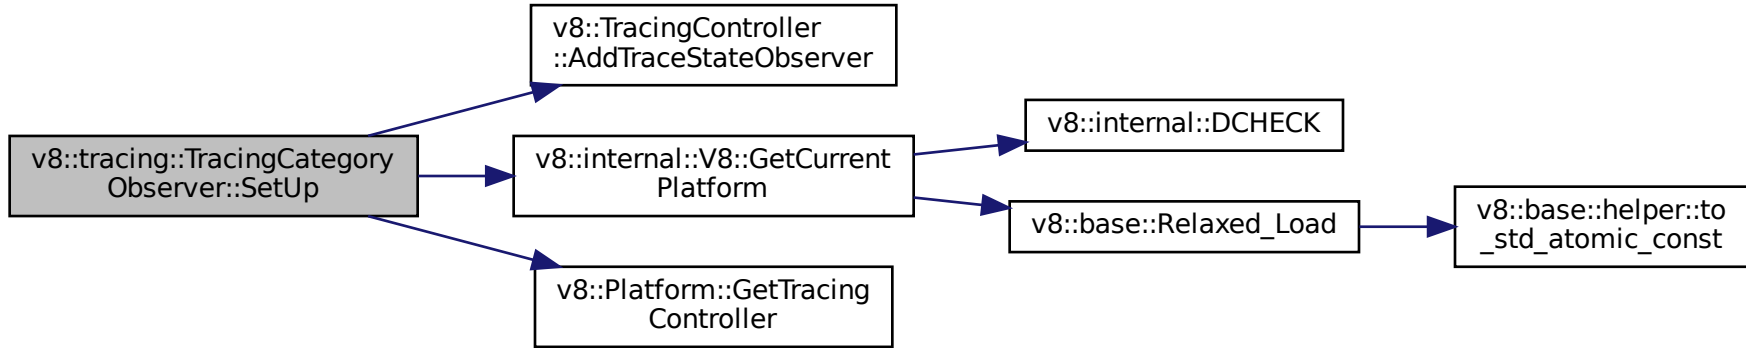 v8::TracingController
::AddTraceStateObserver
v8::tracing::TracingCategory
Observer::SetUp
v8::internal::V8::GetCurrent
Platform
v8::Platform::GetTracing
Controller
v8::internal::DCHECK
v8::base::Relaxed_Load
v8::base::helper::to
_std_atomic_const